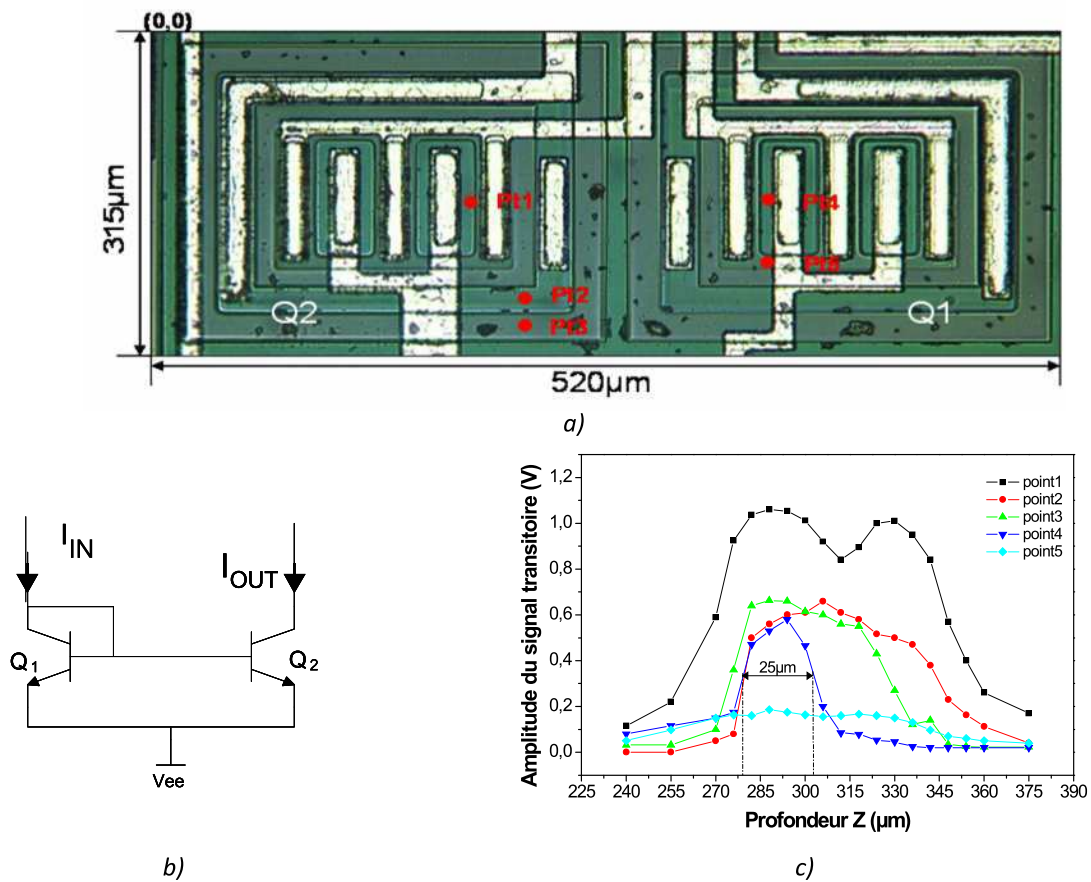 (0,0)
315µm
Pt1
Pt4
Pt5
Pt2
Pt3
Q2
Q1
520µm
a)
I_IN
I_OUT
Q₁
Q₂
Vee
b)
Amplitude du signal transitoire (V)
1,2
1,0
0,8
0,6
0,4
0,2
0,0
point1
point2
point3
point4
point5
25µm
225 240 255 270 285 300 315 330 345 360 375 390
Profondeur Z (µm)
c)